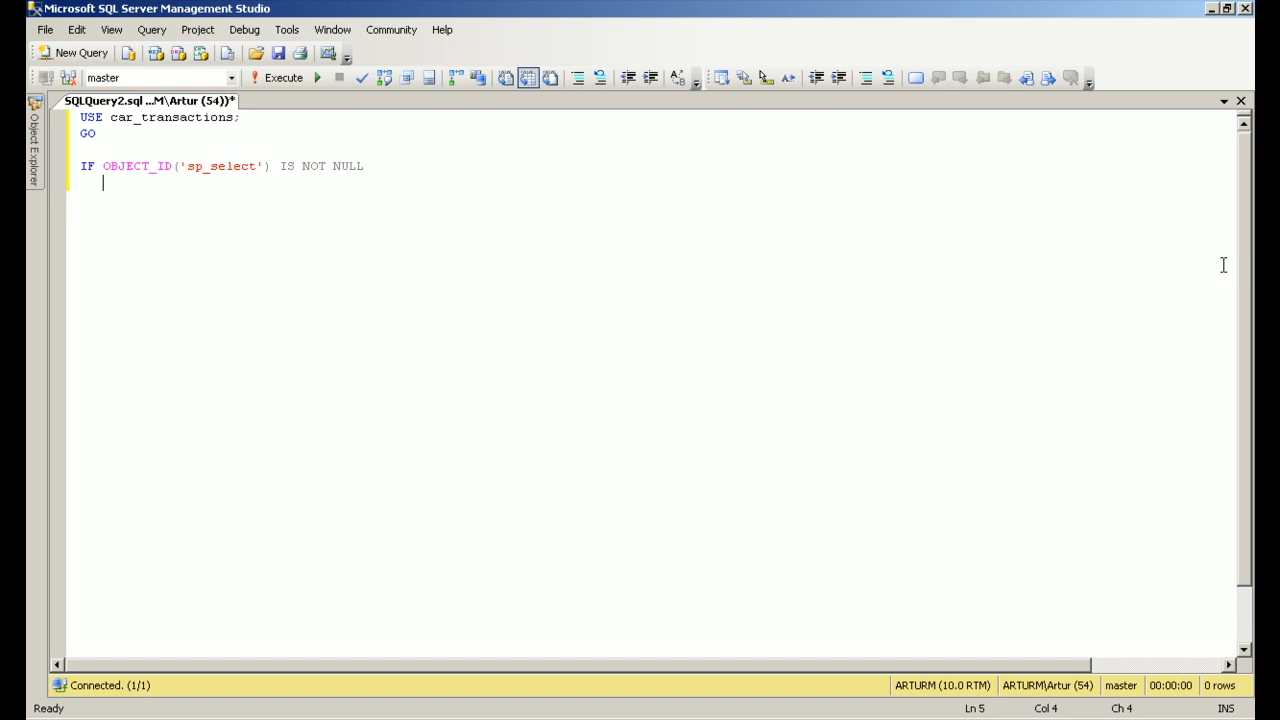 Microsoft SQL Server Management Studio
File Edit View Query Project Debug Tools Window Community Help
New Query
master Execute
SQLQuery2.sql ...M\Artur (54))*
Object Explorer
USE car_transactions;
GO
IF OBJECT_ID('sp_select') IS NOT NULL
Connected. (1/1) ARTURM (10.0 RTM) ARTURM\Artur (54) master 00:00:00 0 rows
Ready Ln 5 Col 4 Ch 4 INS